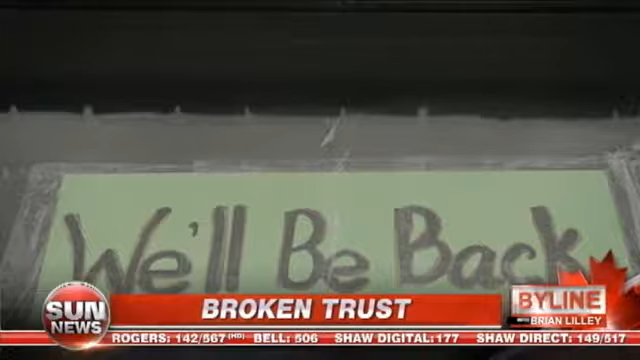 We'll Be Back
BROKEN TRUST
BYLINE
WITH BRIAN LILLEY
SUN
NEWS
ROGERS: 142/567 (HD) BELL: 506 SHAW DIGITAL: 177 SHAW DIRECT: 149/517